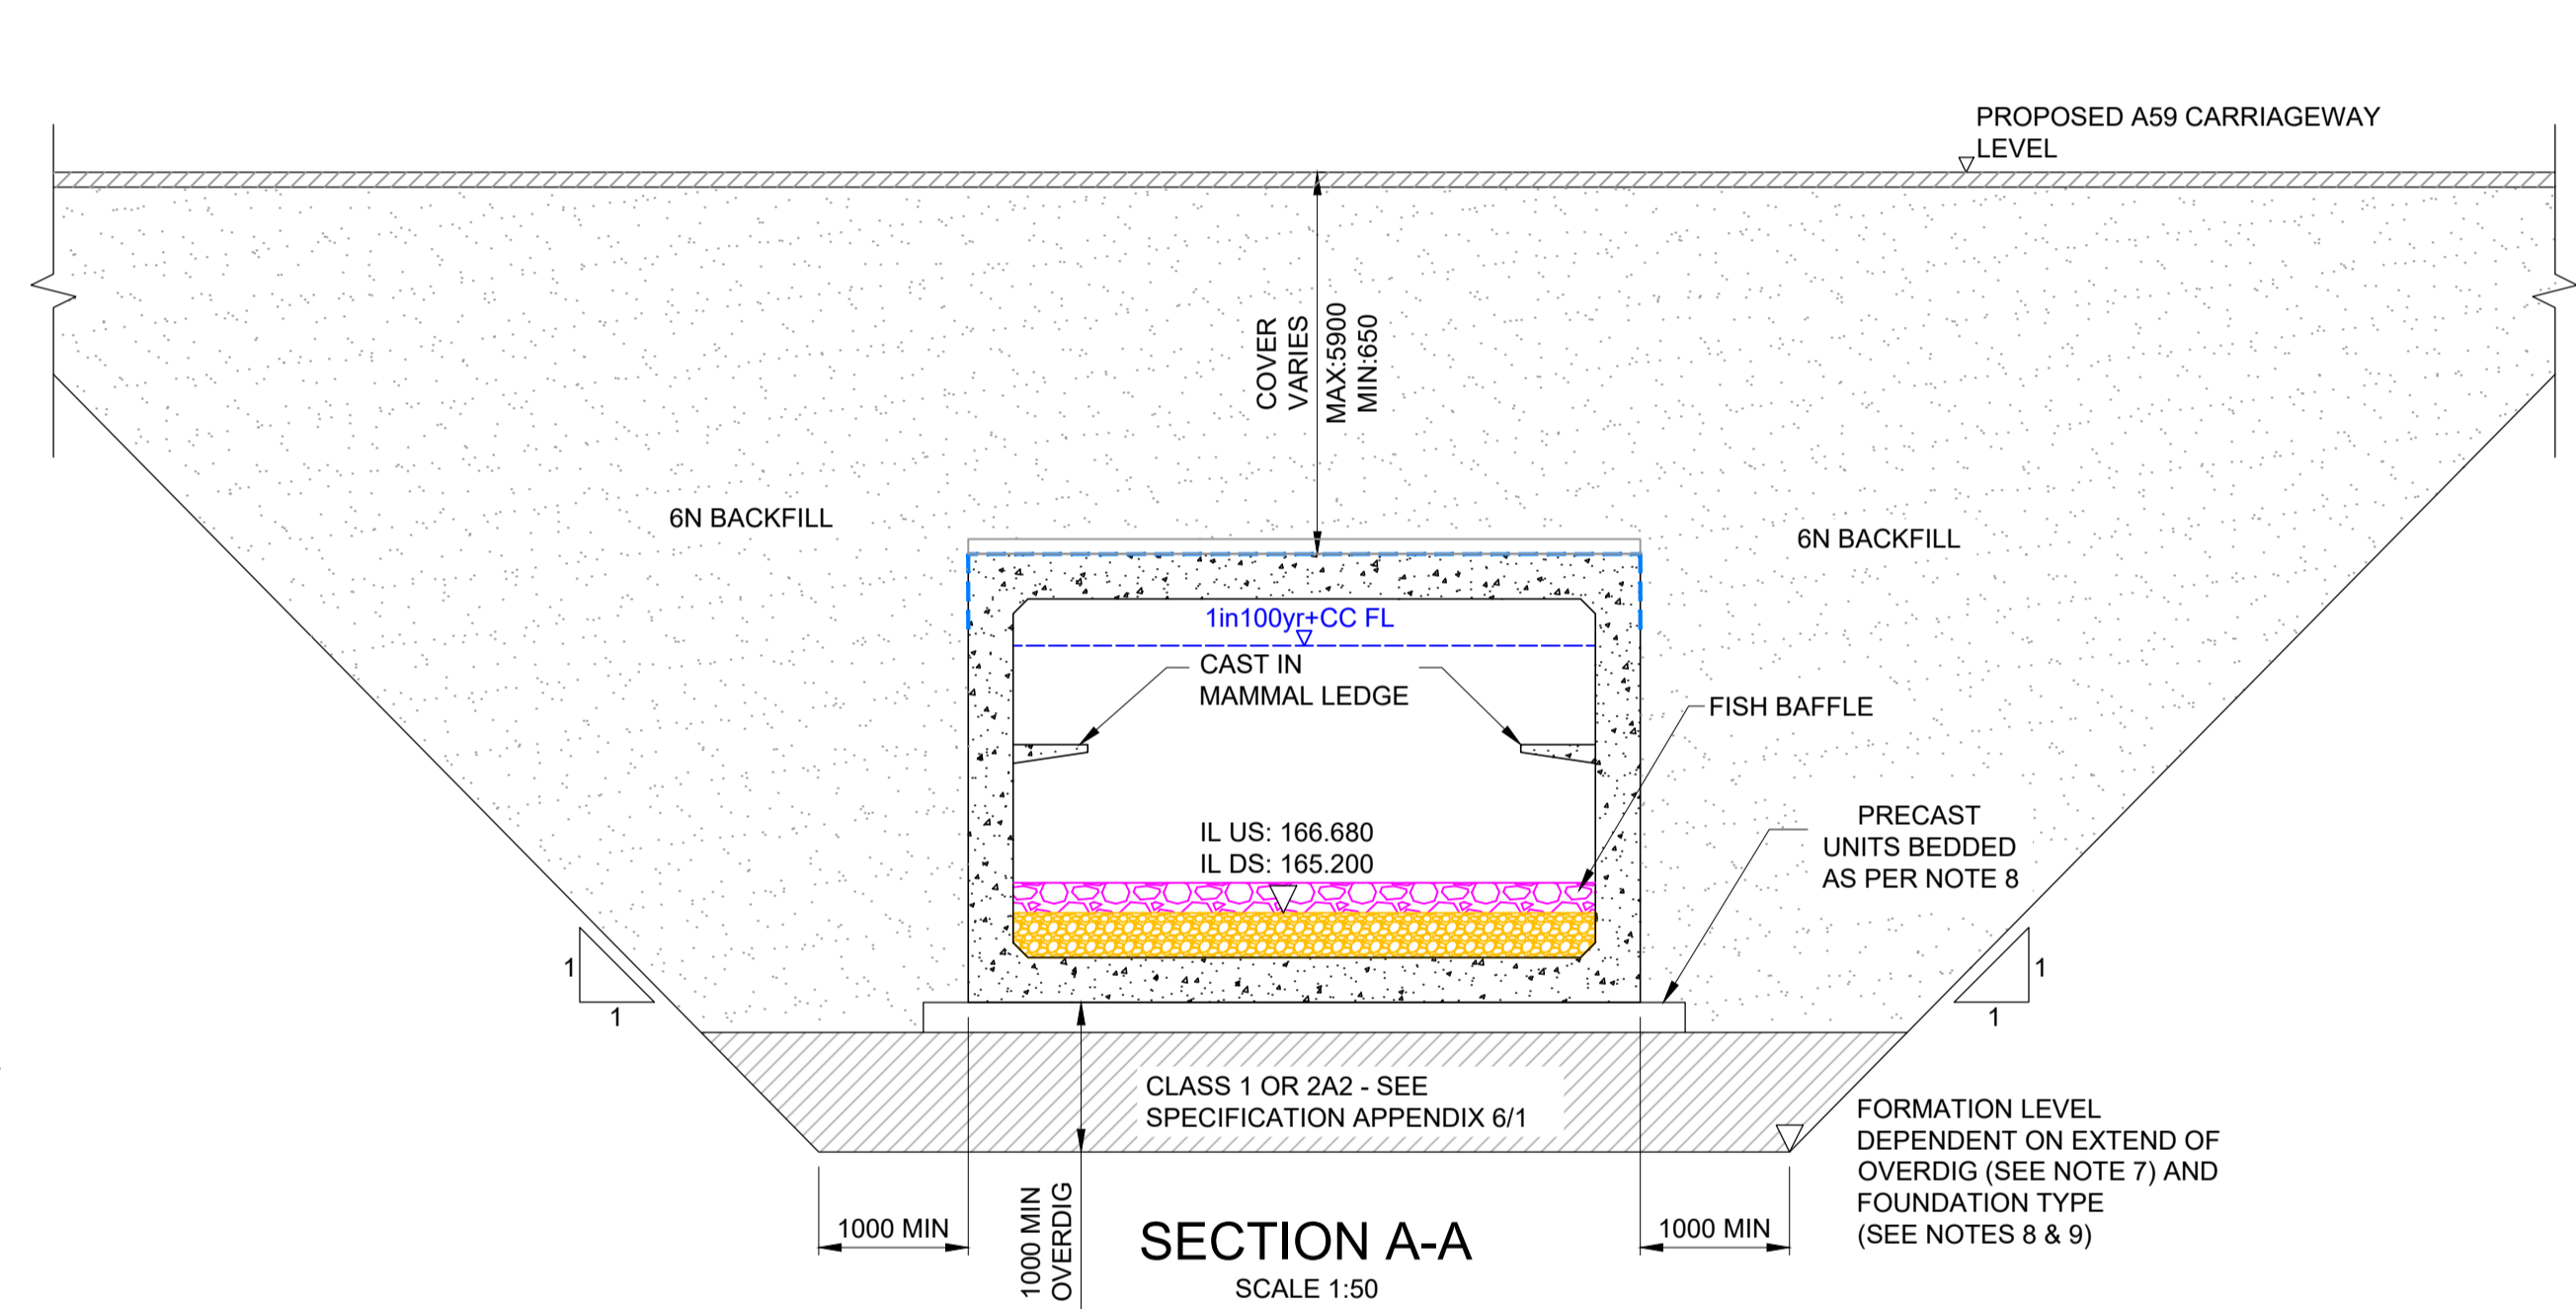 PROPOSED A59 CARRIAGEWAY
LEVEL
COVER
VARIES
MAX:5900
MIN:650
6N BACKFILL
6N BACKFILL
1in100yr+CC FL
CAST IN
MAMMAL LEDGE
FISH BAFFLE
PRECAST
UNITS BEDDED
AS PER NOTE 8
IL US: 166.680
IL DS: 165.200
1
1
1
1
CLASS 1 OR 2A2 - SEE
SPECIFICATION APPENDIX 6/1
FORMATION LEVEL
DEPENDENT ON EXTEND OF
OVERDIG (SEE NOTE 7) AND
FOUNDATION TYPE
(SEE NOTES 8 & 9)
1000 MIN
1000 MIN
OVERDIG
1000 MIN
SECTION A-A
SCALE 1:50